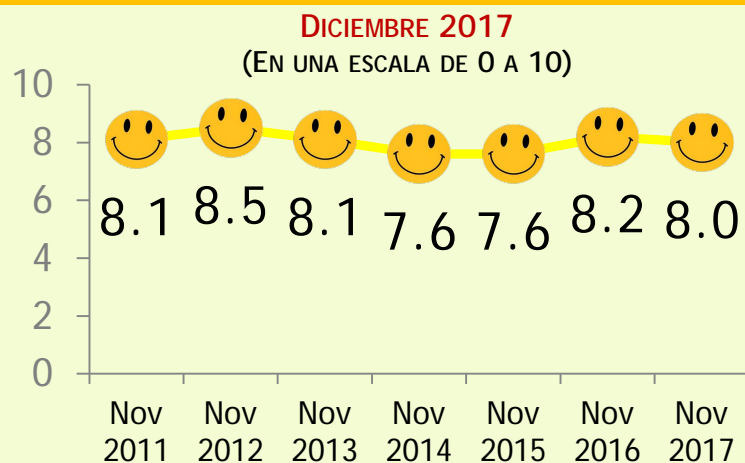 DICIEMBRE 2017
(EN UNA ESCALA DE 0 A 10)
10
8
6
4
2
0
8.1 8.5 8.1 7.6 7.6 8.2 8.0
Nov Nov Nov Nov Nov Nov Nov
2011 2012 2013 2014 2015 2016 2017